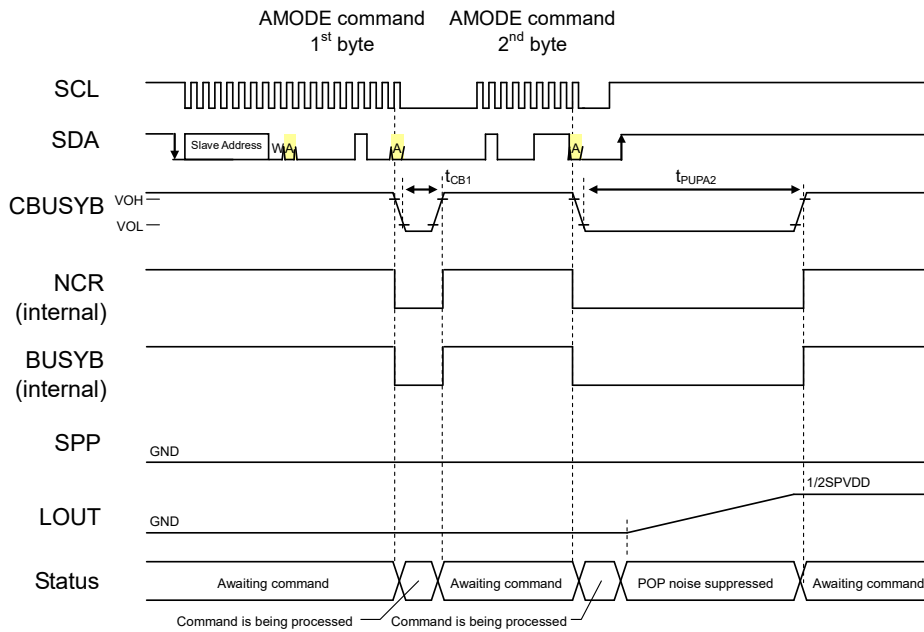 AMODE command
1st byte
AMODE command
2nd byte
SCL
SDA
Slave Address
W
A
A
A
tCB1
tPUPA2
CBUSYB
VOH
VOL
NCR
(internal)
BUSYB
(internal)
SPP
GND
1/2SPVDD
LOUT
GND
Status
Awaiting command
Awaiting command
POP noise suppressed
Awaiting command
Command is being processed
Command is being processed